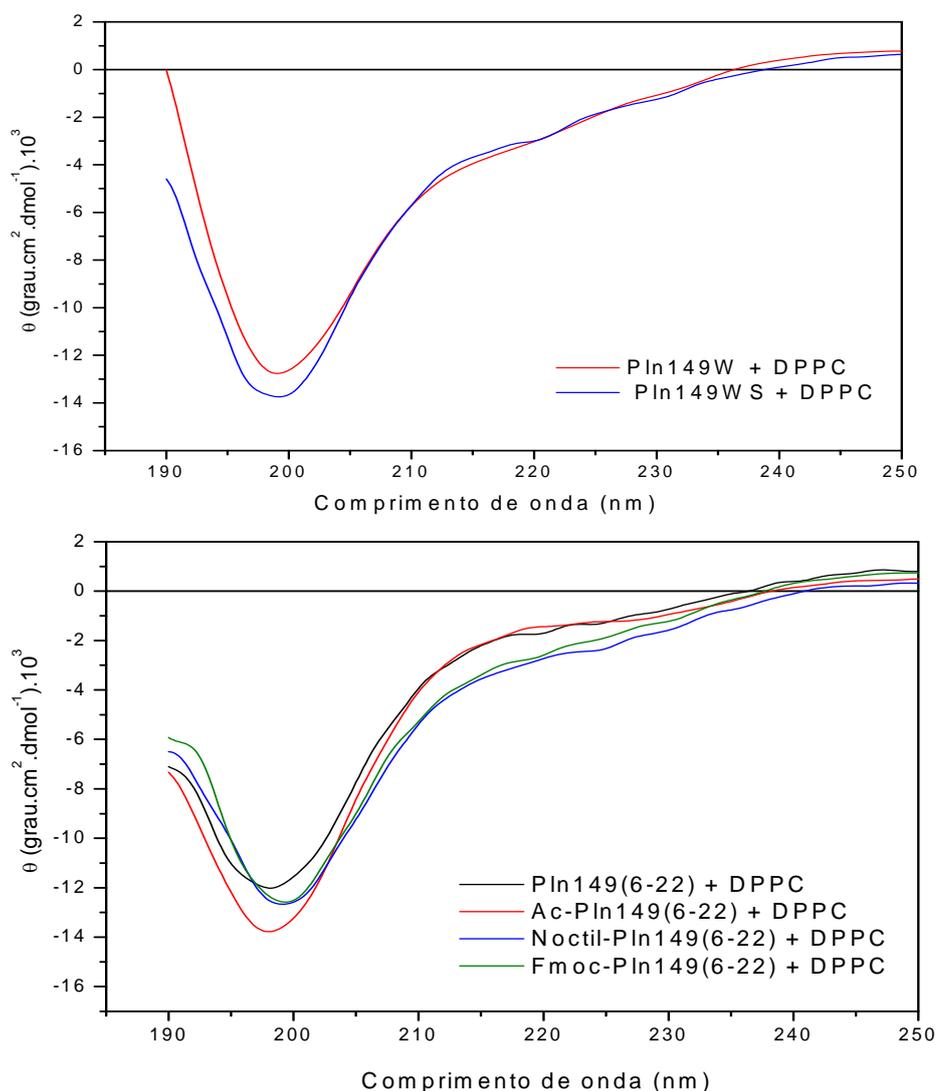 2
0
-2
-4
-6
-8
-10
-12
-14
-16
θ (grau.cm².dmol⁻¹).10³
Pln149W + DPPC
Pln149WS + DPPC
190 200 210 220 230 240 250
Comprimento de onda (nm)
2
0
-2
-4
-6
-8
-10
-12
-14
-16
θ (grau.cm².dmol⁻¹).10³
Pln149(6-22) + DPPC
Ac-Pln149(6-22) + DPPC
Noctil-Pln149(6-22) + DPPC
Fmoc-Pln149(6-22) + DPPC
190 200 210 220 230 240 250
Comprimento de onda (nm)